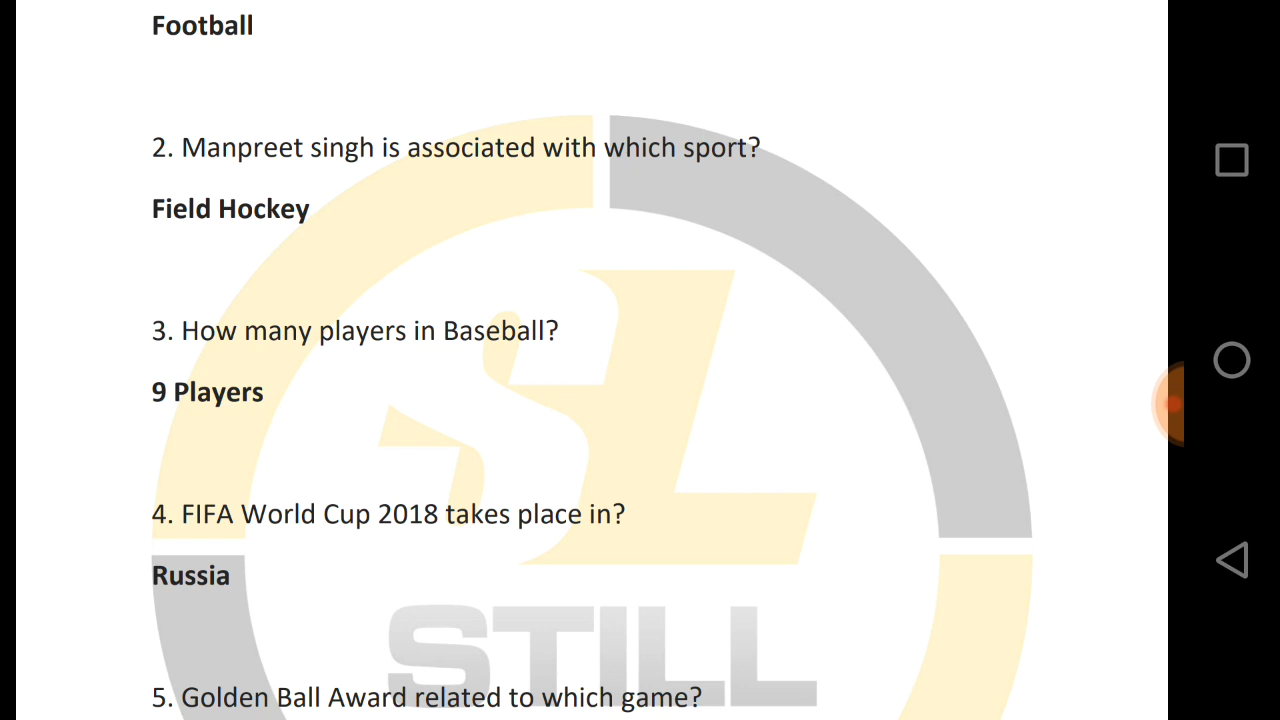 Football
2. Manpreet singh is associated with which sport?
Field Hockey
3. How many players in Baseball?
9 Players
4. FIFA World Cup 2018 takes place in?
Russia
SL
STILL
5. Golden Ball Award related to which game?